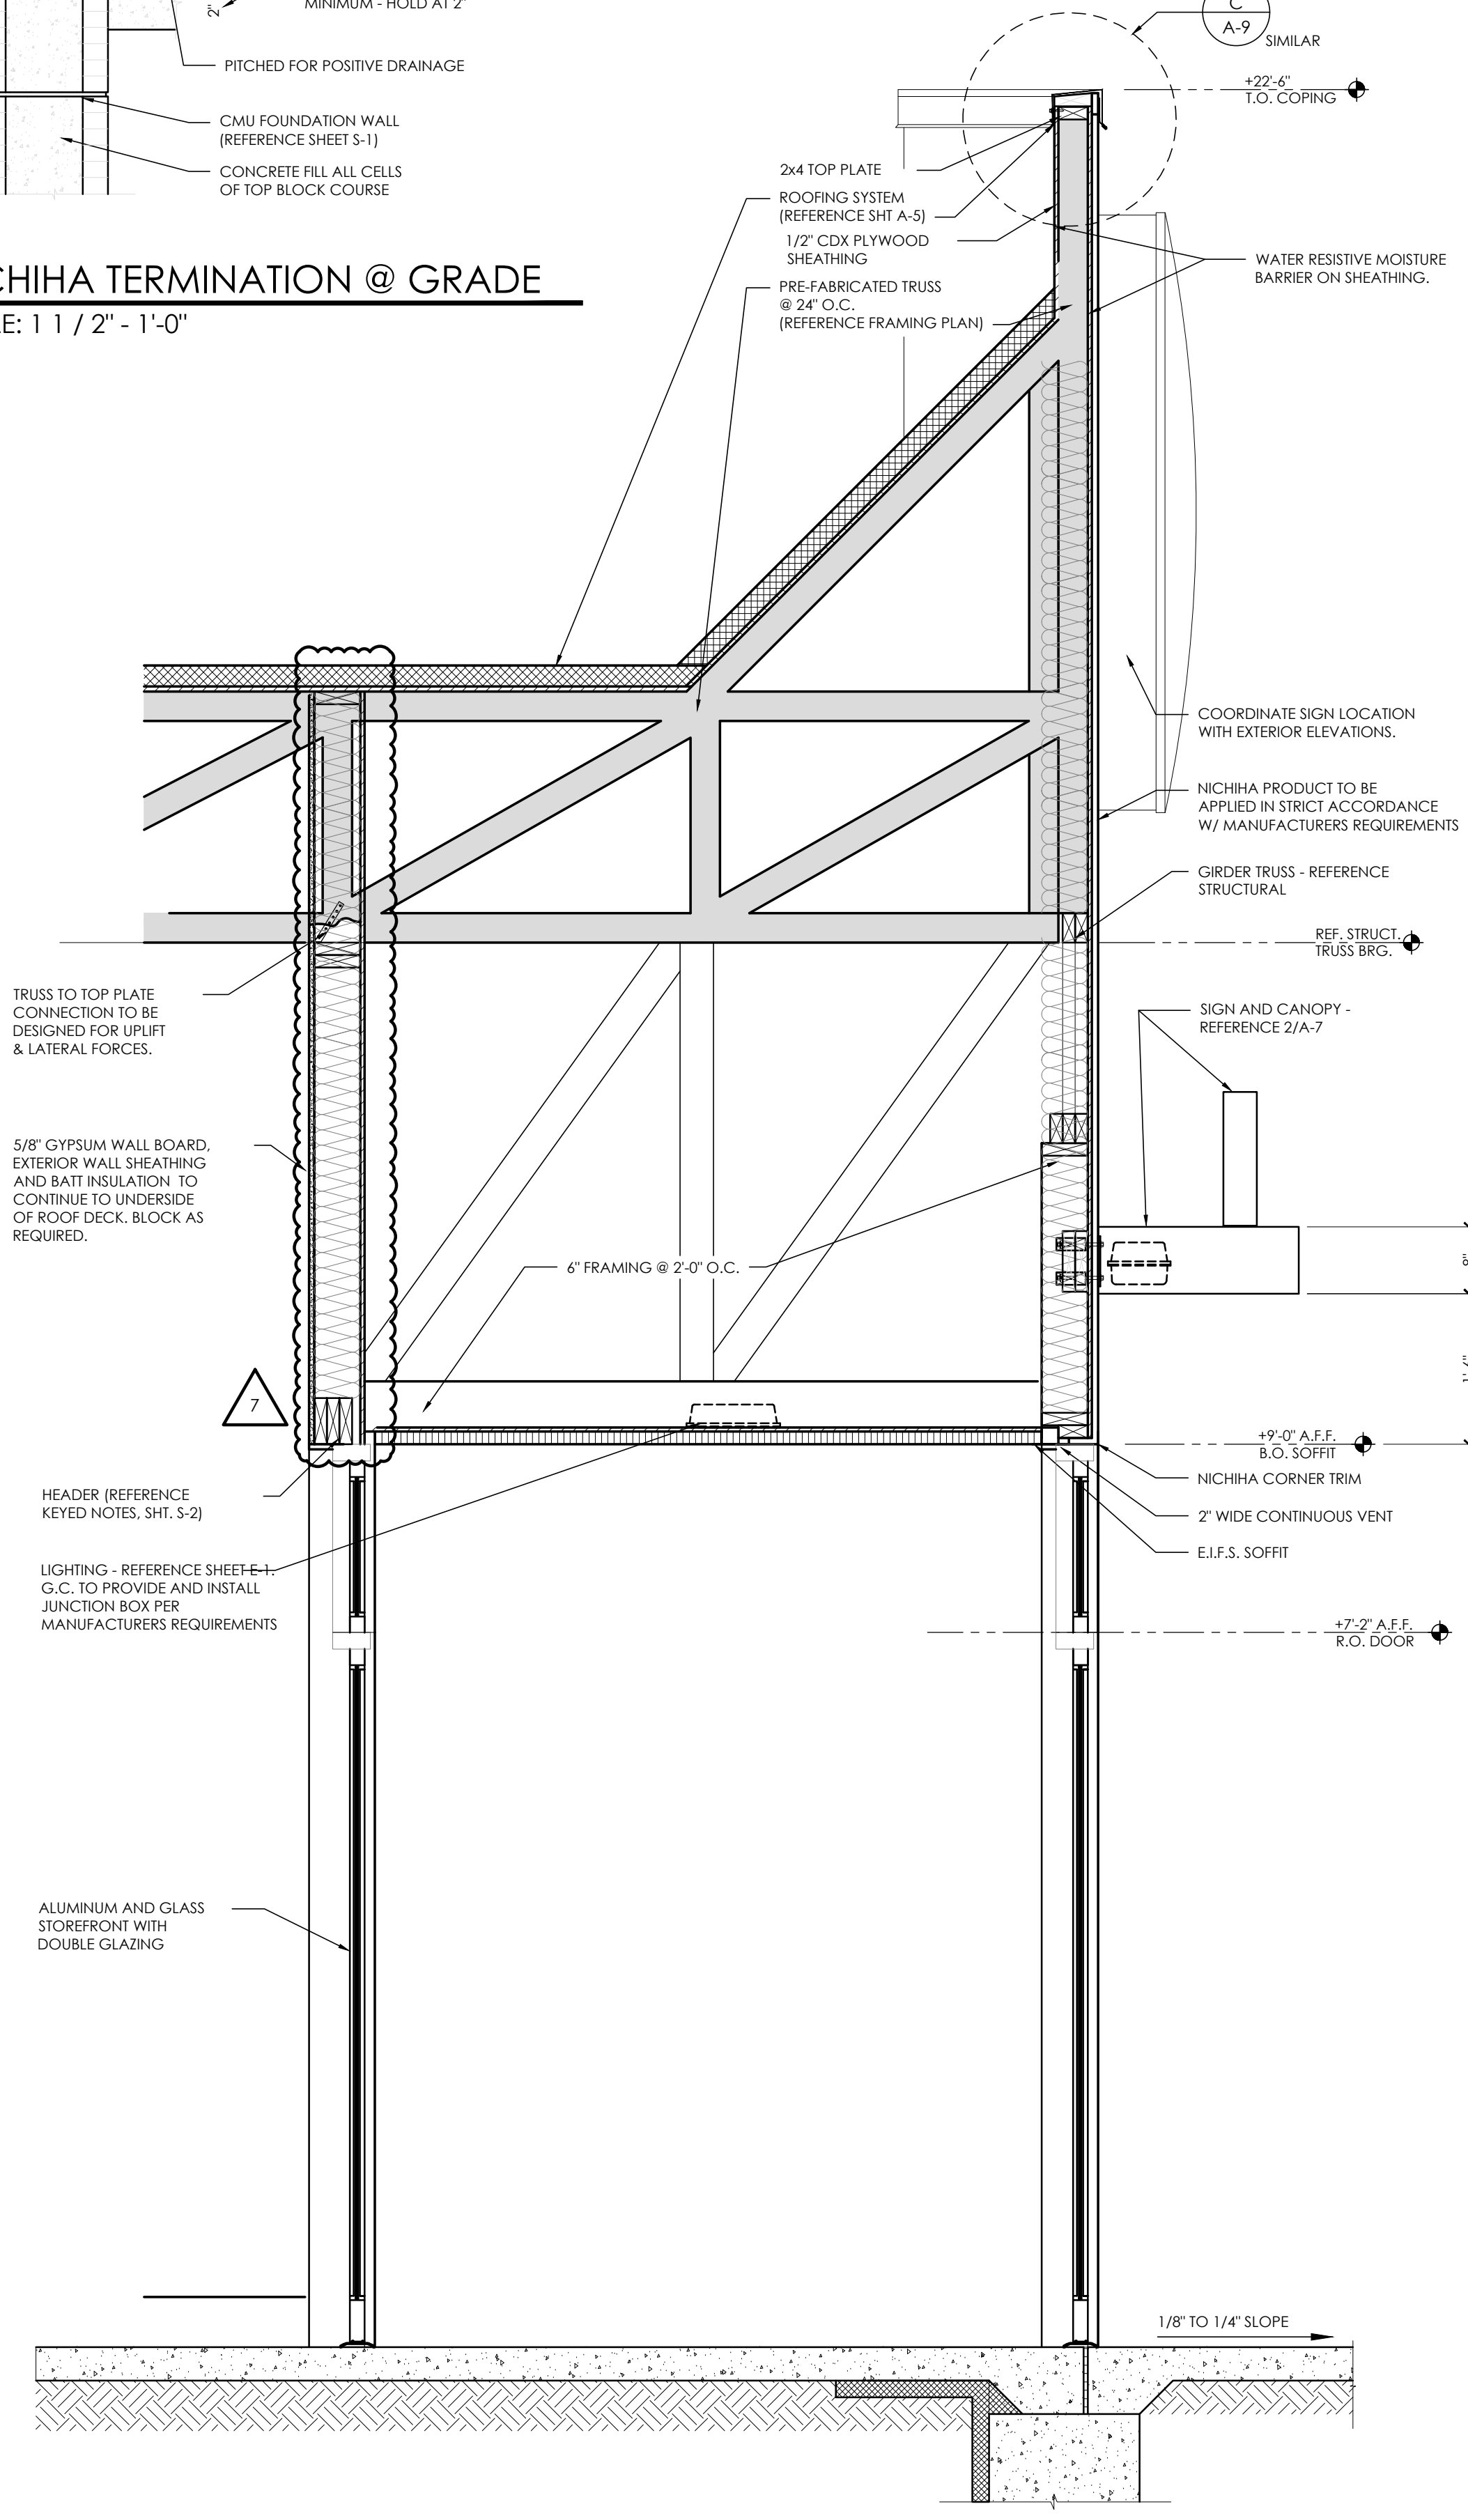 2"
MINIMUM - HOLD AT 2"
PITCHED FOR POSITIVE DRAINAGE
CMU FOUNDATION WALL
(REFERENCE SHEET S-1)
CONCRETE FILL ALL CELLS
OF TOP BLOCK COURSE
CHIHA TERMINATION @ GRADE
E: 1 1 / 2" - 1'-0"
C
A-9
SIMILAR
+22'-6"
T.O. COPING
2x4 TOP PLATE
ROOFING SYSTEM
(REFERENCE SHT A-5)
1/2" CDX PLYWOOD
SHEATHING
PRE-FABRICATED TRUSS
@ 24" O.C.
(REFERENCE FRAMING PLAN)
WATER RESISTIVE MOISTURE
BARRIER ON SHEATHING.
COORDINATE SIGN LOCATION
WITH EXTERIOR ELEVATIONS.
NICHIHA PRODUCT TO BE
APPLIED IN STRICT ACCORDANCE
W/ MANUFACTURERS REQUIREMENTS
GIRDER TRUSS - REFERENCE
STRUCTURAL
REF. STRUCT.
TRUSS BRG.
TRUSS TO TOP PLATE
CONNECTION TO BE
DESIGNED FOR UPLIFT
& LATERAL FORCES.
SIGN AND CANOPY -
REFERENCE 2/A-7
5/8" GYPSUM WALL BOARD,
EXTERIOR WALL SHEATHING
AND BATT INSULATION TO
CONTINUE TO UNDERSIDE
OF ROOF DECK. BLOCK AS
REQUIRED.
6" FRAMING @ 2'-0" O.C.
8"
7
+9'-0" A.F.F.
B.O. SOFFIT
NICHIHA CORNER TRIM
2" WIDE CONTINUOUS VENT
E.I.F.S. SOFFIT
HEADER (REFERENCE
KEYED NOTES, SHT. S-2)
LIGHTING - REFERENCE SHEET E-1.
G.C. TO PROVIDE AND INSTALL
JUNCTION BOX PER
MANUFACTURERS REQUIREMENTS
+7'-2" A.F.F.
R.O. DOOR
ALUMINUM AND GLASS
STOREFRONT WITH
DOUBLE GLAZING
1/8" TO 1/4" SLOPE